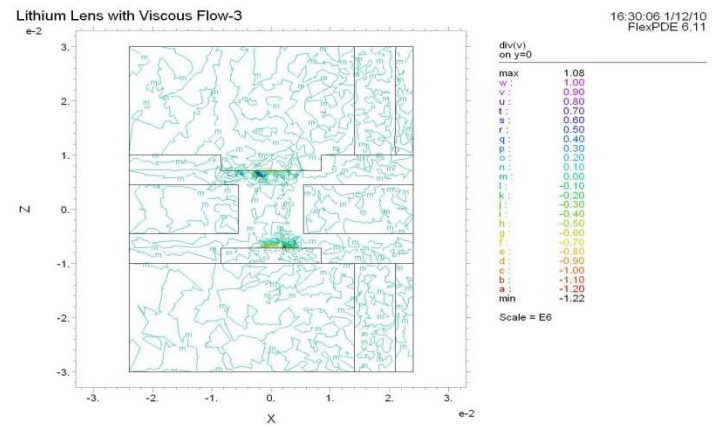 Lithium Lens with Viscous Flow-3
16:30:06 1/12/10
FlexPDE 6.11
e-2
div(v)
on y=0
max 1.08
w : 1.00
v : 0.90
u : 0.80
t : 0.70
s : 0.60
r : 0.50
q : 0.40
p : 0.30
o : 0.20
n : 0.10
m : 0.00
l : -0.10
k : -0.20
j : -0.30
i : -0.40
h : -0.50
g : -0.60
f : -0.70
e : -0.80
d : -0.90
c : -1.00
b : -1.10
a : -1.20
min -1.22
Scale = E6
3.
2.
1.
0.
-1.
-2.
-3.
Z
-3. -2. -1. 0. 1. 2. 3.
e-2
X